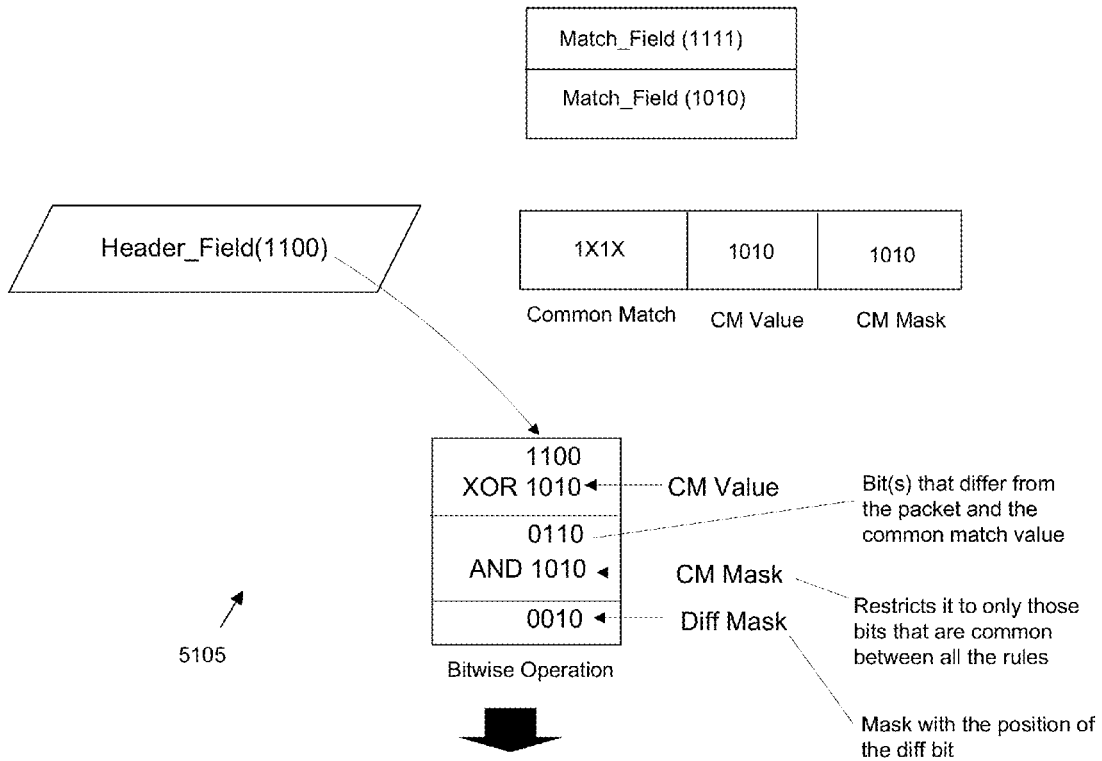 Match_Field (1111)
Match_Field (1010)
Header_Field(1100)
1X1X
1010
1010
Common Match
CM Value
CM Mask
1100
XOR 1010
CM Value
Bit(s) that differ from
the packet and the
common match value
0110
AND 1010
CM Mask
Restricts it to only those
bits that are common
between all the rules
0010
Diff Mask
5105
Bitwise Operation
Mask with the position of
the diff bit